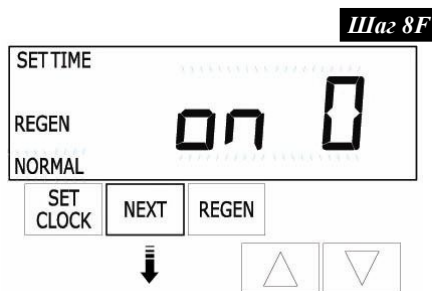 Шаг 8F
SET TIME
REGEN
on 0
NORMAL
SET CLOCK
NEXT
REGEN